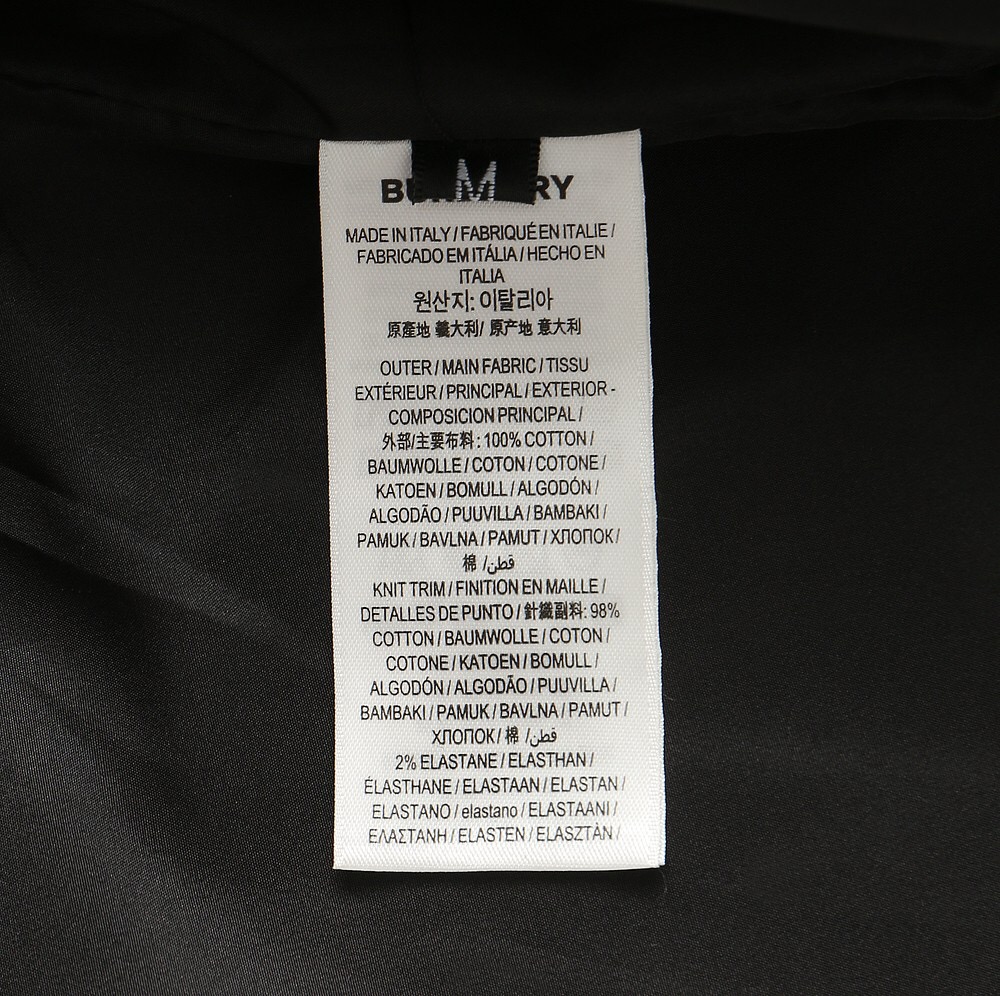 M
MADE IN ITALY / FABRIQUÉ EN ITALIE /
FABRICADO EM ITÁLIA / HECHO EN
ITALIA
원산지: 이탈리아
原產地 義大利/ 原产地 意大利
OUTER / MAIN FABRIC / TISSU
EXTÉRIEUR / PRINCIPAL / EXTERIOR -
COMPOSICION PRINCIPAL /
外部/主要布料: 100% COTTON /
BAUMWOLLE / COTON / COTONE /
KATOEN / BOMULL / ALGODÓN /
ALGODÃO / PUUVILLA / BAMBAKI /
PAMUK / BAVLNA / PAMUT / ХЛОПОК /
棉 / قطن
KNIT TRIM / FINITION EN MAILLE /
DETALLES DE PUNTO / 針織副料: 98%
COTTON / BAUMWOLLE / COTON /
COTONE / KATOEN / BOMULL /
ALGODÓN / ALGODÃO / PUUVILLA /
BAMBAKI / PAMUK / BAVLNA / PAMUT /
ХЛОПОК / 棉 / قطن
2% ELASTANE / ELASTHAN /
ÉLASTHANE / ELASTAAN / ELASTAN /
ELASTANO / elastano / ELASTAANI /
ΕΛΑΣΤΑΝΗ / ELASTEN / ELASZTÀN /